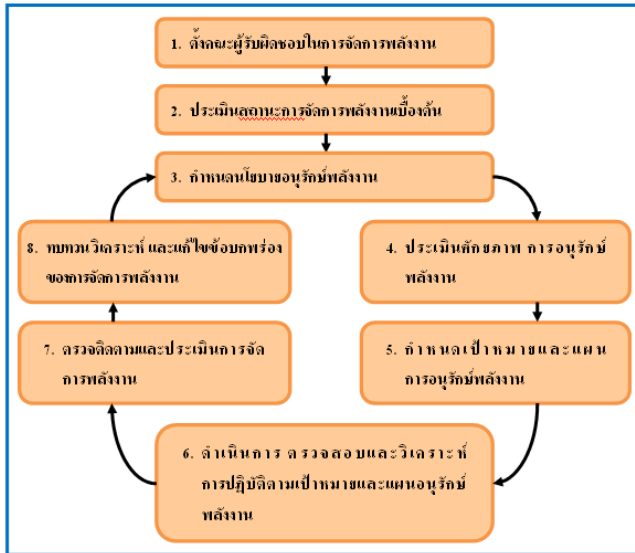 1. ตั้งคณะผู้รับผิดชอบในการจัดการพลังงาน
2. ประเมินสถานะการจัดการพลังงานเบื้องต้น
3. กำหนดนโยบายอนุรักษ์พลังงาน
4. ประเมินศักยภาพ การอนุรักษ์
พลังงาน
5. กำหนดเป้าหมายและแผน
การอนุรักษ์พลังงาน
6. ดำเนินการ ตรวจสอบและวิเคราะห์
การปฏิบัติตามเป้าหมายและแผนอนุรักษ์
พลังงาน
7. ตรวจติดตามและประเมินการจัด
การพลังงาน
8. ทบทวน วิเคราะห์ และแก้ไขข้อบกพร่อง
ของการจัดการพลังงาน